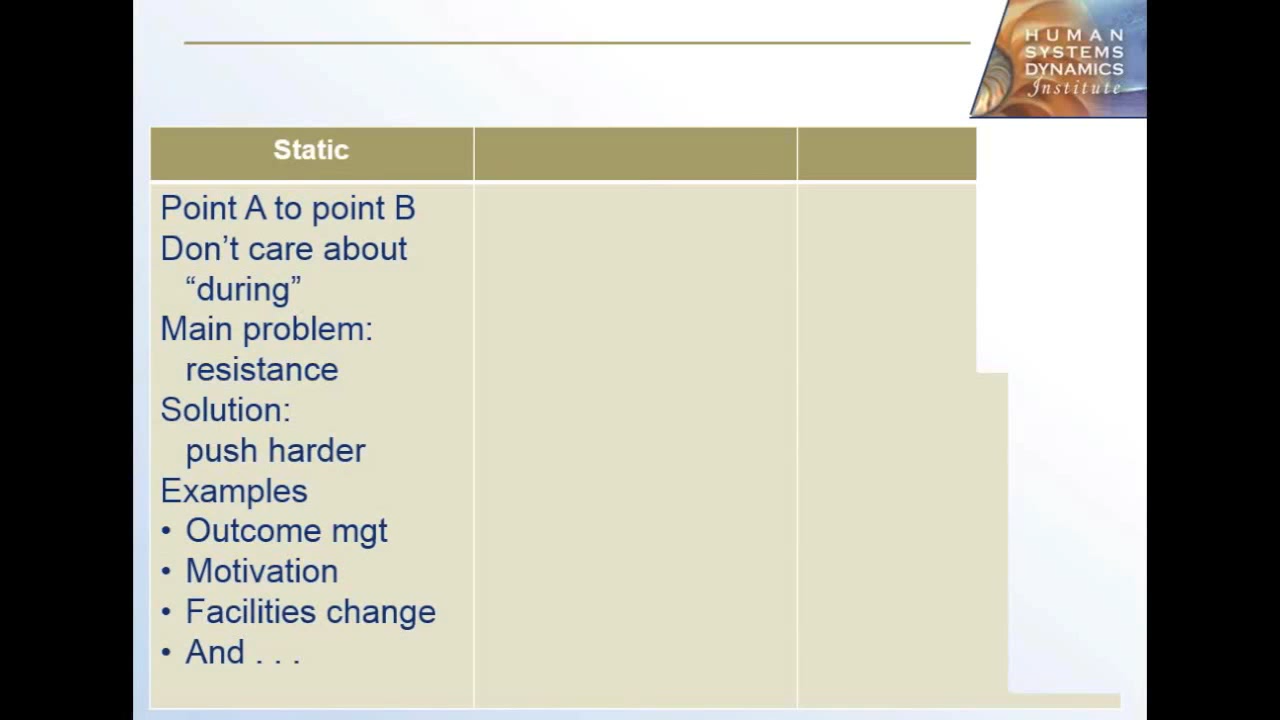 HUMAN
SYSTEMS
DYNAMICS
Institute
Static
Point A to point B
Don’t care about
“during”
Main problem:
resistance
Solution:
push harder
Examples
• Outcome mgt
• Motivation
• Facilities change
• And . . .